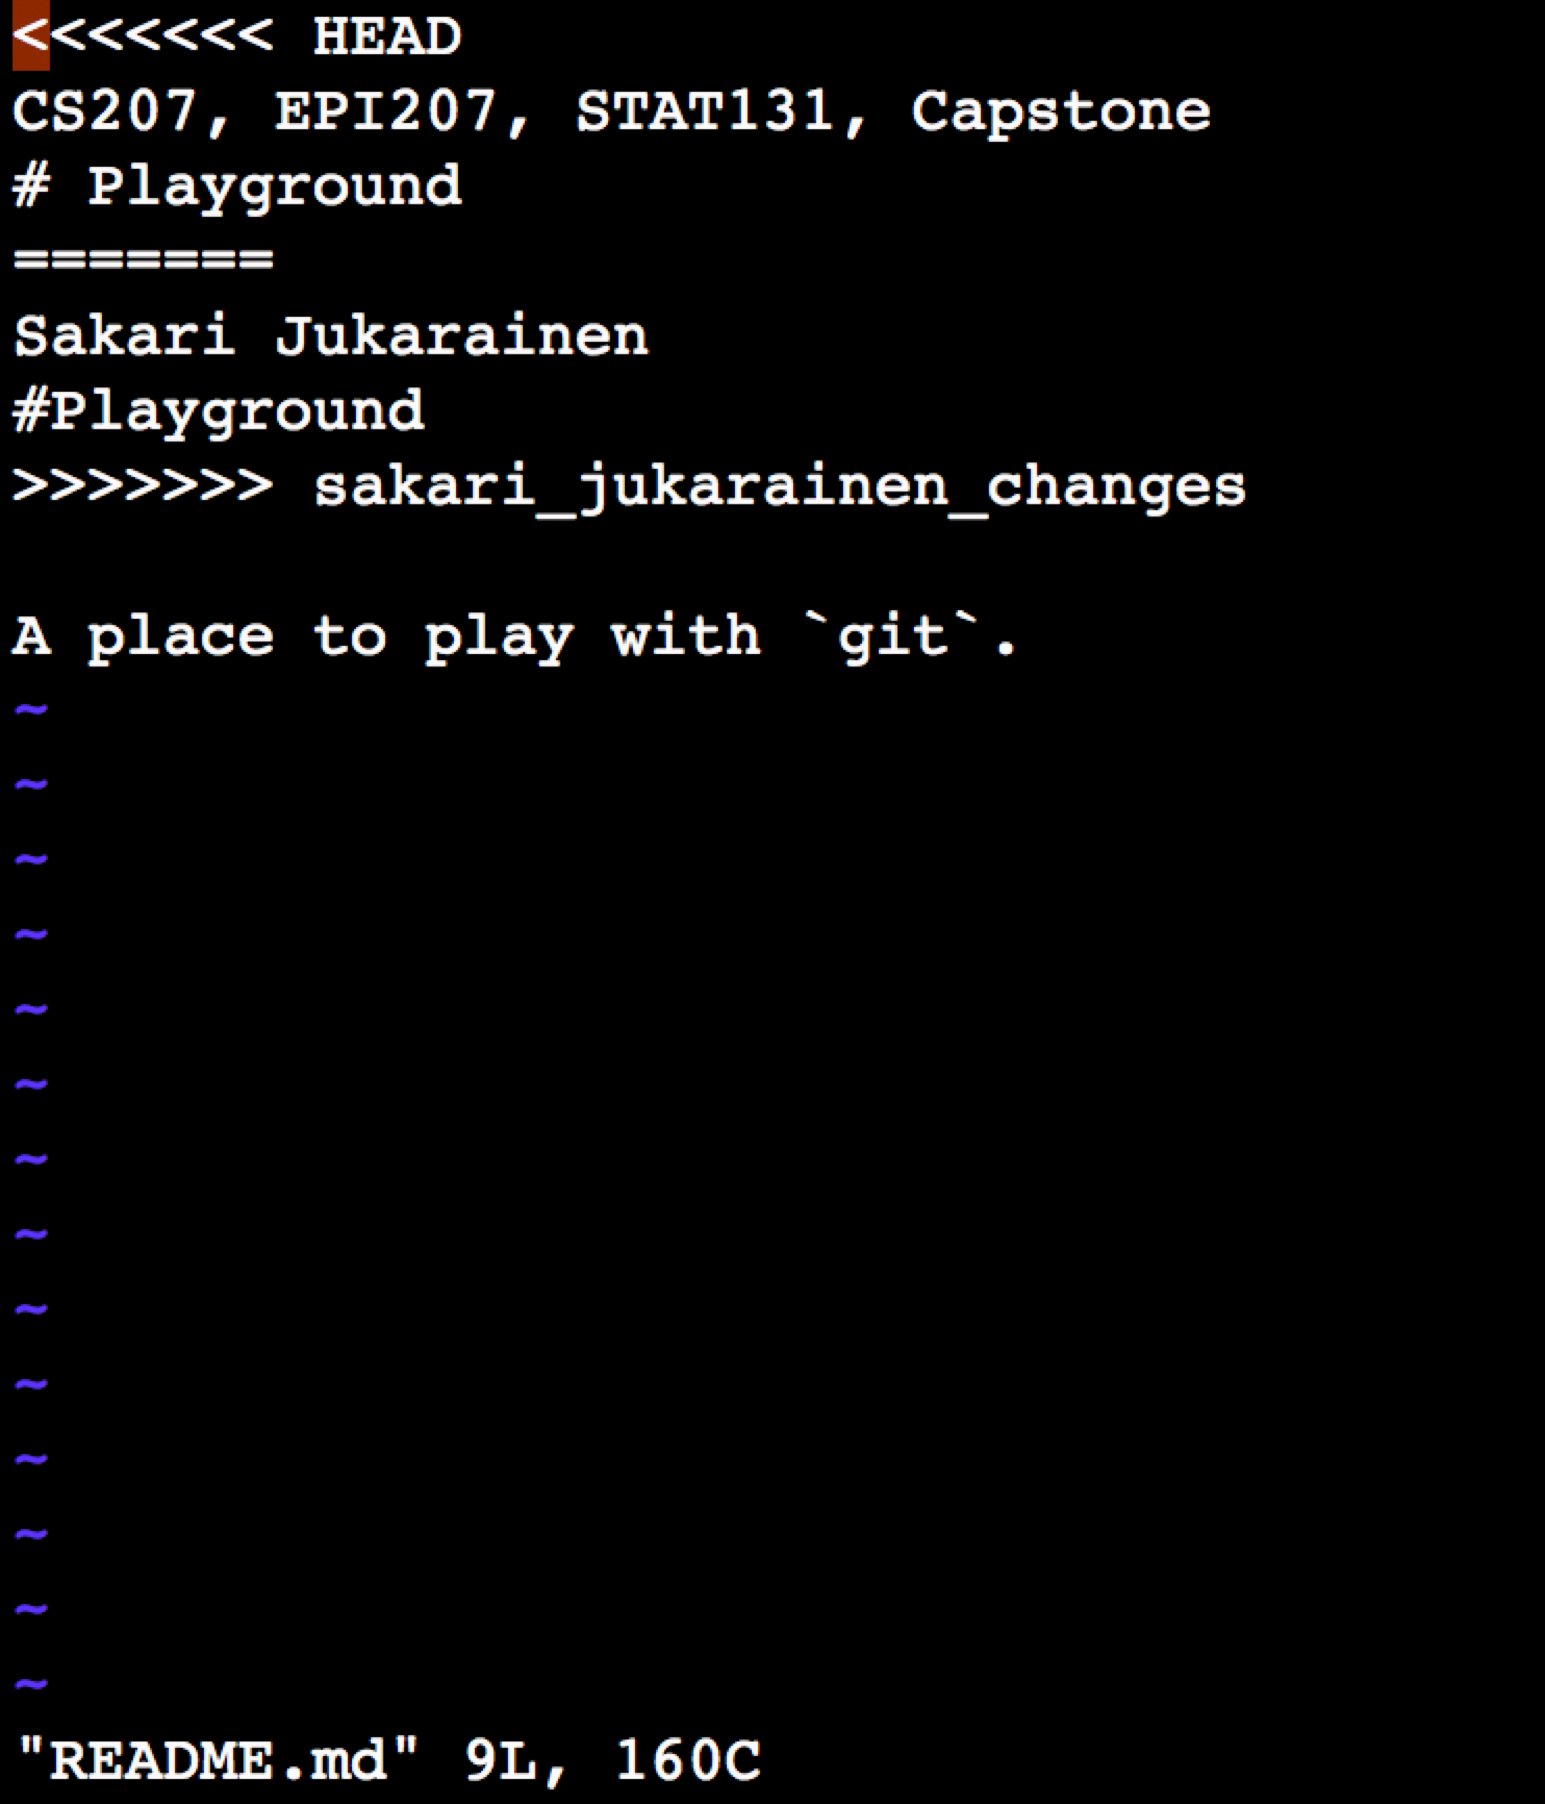 <<<<<<< HEAD
CS207, EPI207, STAT131, Capstone
# Playground
=======
Sakari Jukarainen
#Playground
>>>>>>> sakari_jukarainen_changes

A place to play with `git`.
~
~
~
~
~
~
~
~
~
~
~
~
~
~
"README.md" 9L, 160C